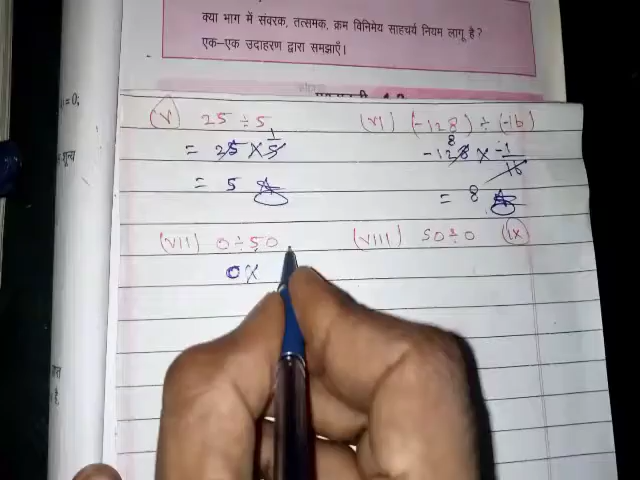 क्या भाग में संवरक, तत्समक, क्रम विनिमेय साहचर्य नियम लागू है?
एक-एक उदाहरण द्वारा समझाएँ।
(V) 25 ÷ 5 (VI) (-128) ÷ (-16)
= 25 × 1/5 -128 × -1/16
= 5 = 8
(VII) 0 ÷ 50 (VIII) 50 ÷ 0 (IX)
0 ×